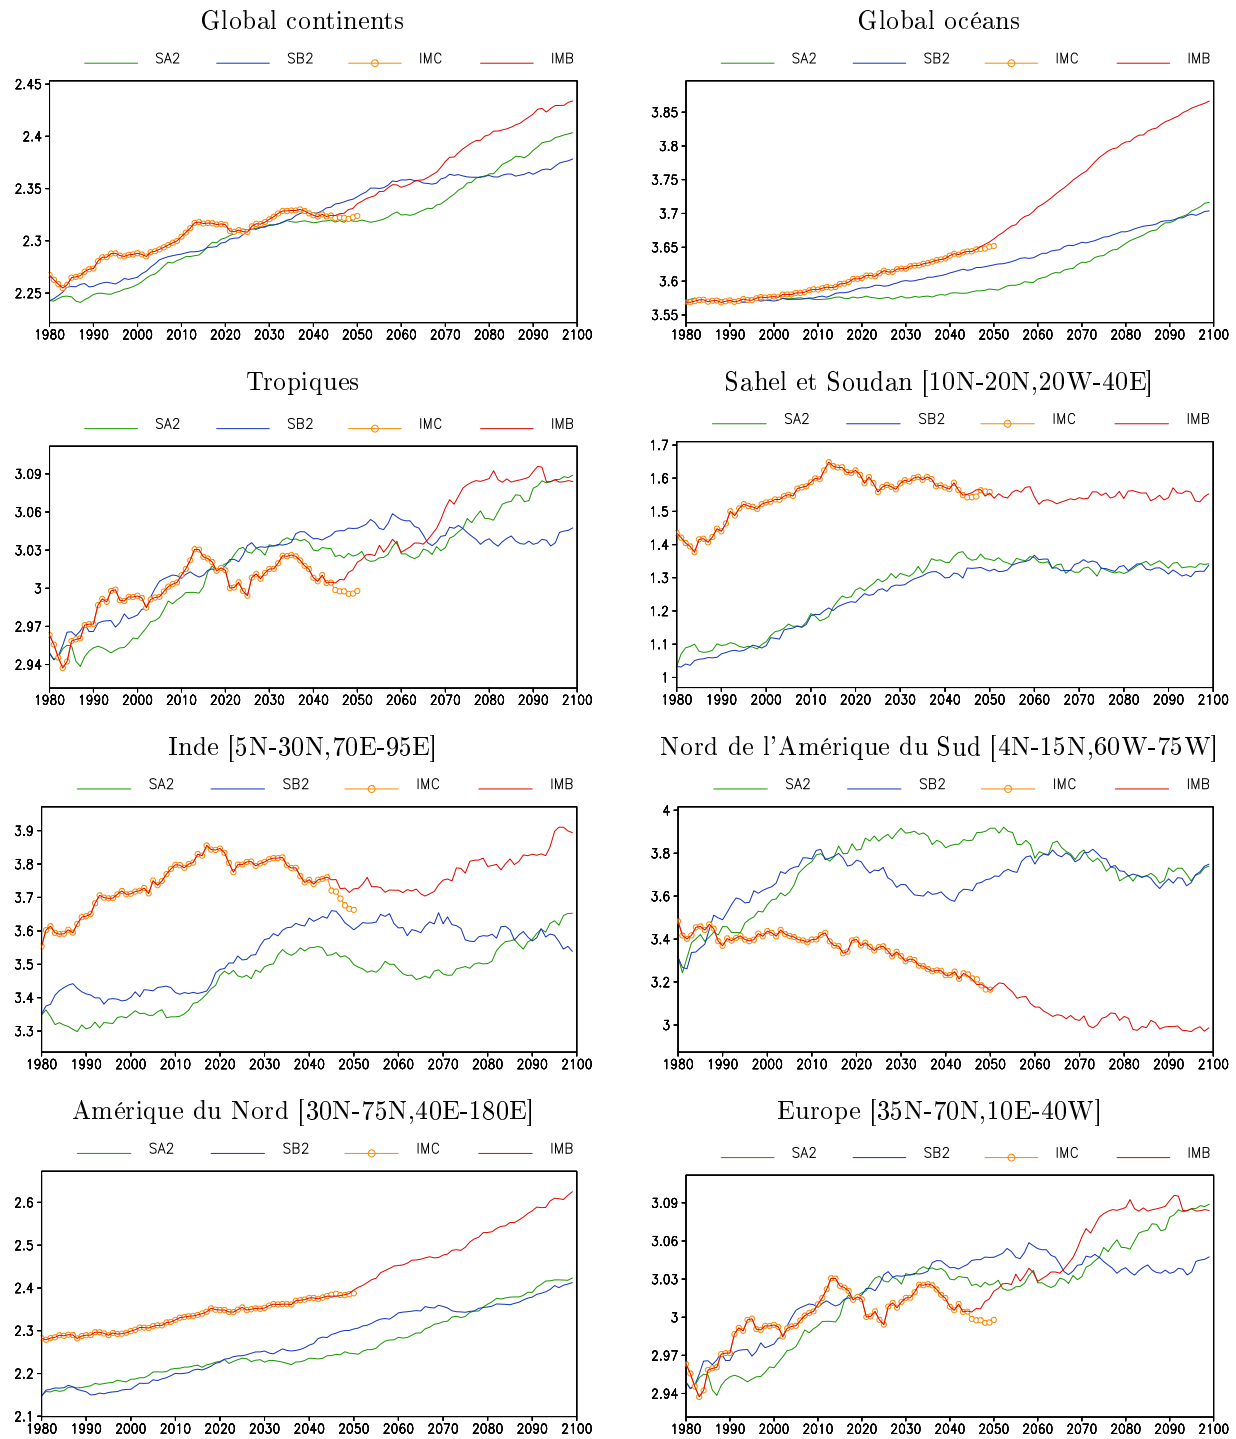 Global continents
SA2 SB2 IMC IMB
2.45
2.4
2.35
2.3
2.25
1980 1990 2000 2010 2020 2030 2040 2050 2060 2070 2080 2090 2100
Global océans
SA2 SB2 IMC IMB
3.85
3.8
3.75
3.7
3.65
3.6
3.55
1980 1990 2000 2010 2020 2030 2040 2050 2060 2070 2080 2090 2100
Tropiques
SA2 SB2 IMC IMB
3.09
3.06
3.03
3
2.97
2.94
1980 1990 2000 2010 2020 2030 2040 2050 2060 2070 2080 2090 2100
Sahel et Soudan [10N-20N,20W-40E]
SA2 SB2 IMC IMB
1.7
1.6
1.5
1.4
1.3
1.2
1.1
1
1980 1990 2000 2010 2020 2030 2040 2050 2060 2070 2080 2090 2100
Inde [5N-30N,70E-95E]
SA2 SB2 IMC IMB
3.9
3.8
3.7
3.6
3.5
3.4
3.3
1980 1990 2000 2010 2020 2030 2040 2050 2060 2070 2080 2090 2100
Nord de l'Amérique du Sud [4N-15N,60W-75W]
SA2 SB2 IMC IMB
4
3.8
3.6
3.4
3.2
3
1980 1990 2000 2010 2020 2030 2040 2050 2060 2070 2080 2090 2100
Amérique du Nord [30N-75N,40E-180E]
SA2 SB2 IMC IMB
2.6
2.5
2.4
2.3
2.2
2.1
1980 1990 2000 2010 2020 2030 2040 2050 2060 2070 2080 2090 2100
Europe [35N-70N,10E-40W]
SA2 SB2 IMC IMB
3.09
3.06
3.03
3
2.97
2.94
1980 1990 2000 2010 2020 2030 2040 2050 2060 2070 2080 2090 2100